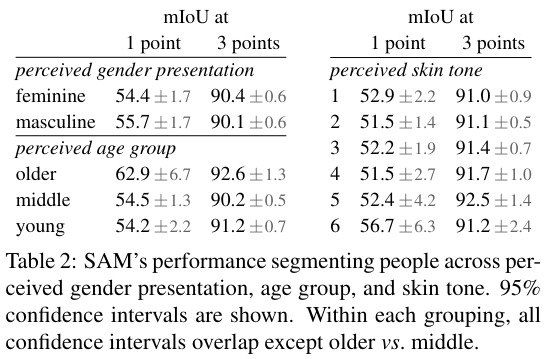 mIoU at
1 point 3 points
perceived gender presentation
feminine 54.4 ±1.7 90.4 ±0.6
masculine 55.7 ±1.7 90.1 ±0.6
perceived age group
older 62.9 ±6.7 92.6 ±1.3
middle 54.5 ±1.3 90.2 ±0.5
young 54.2 ±2.2 91.2 ±0.7
mIoU at
1 point 3 points
perceived skin tone
1 52.9 ±2.2 91.0 ±0.9
2 51.5 ±1.4 91.1 ±0.5
3 52.2 ±1.9 91.4 ±0.7
4 51.5 ±2.7 91.7 ±1.0
5 52.4 ±4.2 92.5 ±1.4
6 56.7 ±6.3 91.2 ±2.4
Table 2: SAM’s performance segmenting people across per-
ceived gender presentation, age group, and skin tone. 95%
confidence intervals are shown. Within each grouping, all
confidence intervals overlap except older vs. middle.